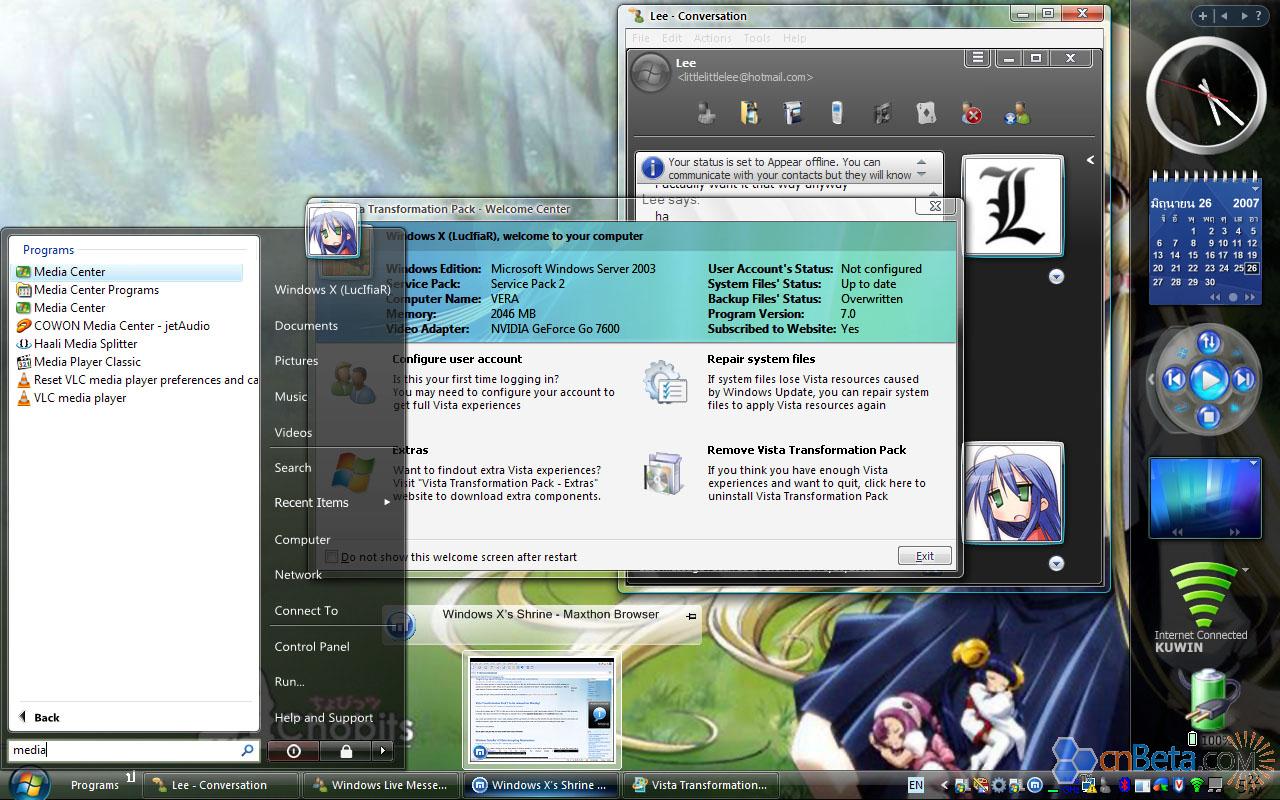 Lee - Conversation
File Edit Actions Tools Help
Lee
<littlelittlelee@hotmail.com>
Your status is set to Appear offline. You can
communicate with your contacts but they will know
I actually want it that way anyway
Lee says:
ha
L
มิถุนายน 26 2007
อา จ อ พ พฤ ศ ส
1 2 3 4 5
6 7 8 9 10 11 12
13 14 15 16 17 18 19
20 21 22 23 24 25 26
27 28 29 30
Internet Connected
KUWIN
100%
ta Transformation Pack - Welcome Center
Windows X (LucIfiaR), welcome to your computer
Windows Edition: Microsoft Windows Server 2003
Service Pack: Service Pack 2
Computer Name: VERA
Memory: 2046 MB
Video Adapter: NVIDIA GeForce Go 7600
User Account's Status: Not configured
System Files' Status: Up to date
Backup Files' Status: Overwritten
Program Version: 7.0
Subscribed to Website: Yes
Configure user account
Is this your first time logging in?
You may need to configure your account to
get full Vista experiences
Repair system files
If system files lose Vista resources caused
by Windows Update, you can repair system
files to apply Vista resources again
Extras
Want to findout extra Vista experiences?
Visit "Vista Transformation Pack - Extras"
website to download extra components.
Remove Vista Transformation Pack
If you think you have enough Vista
experiences and want to quit, click here to
uninstall Vista Transformation Pack
Do not show this welcome screen after restart
Exit
Programs
Media Center
Media Center Programs
Media Center
COWON Media Center - jetAudio
Haali Media Splitter
Media Player Classic
Reset VLC media player preferences and ca
VLC media player
Back
media
Windows X (LucIfiaR)
Documents
Pictures
Music
Videos
Search
Recent Items
Computer
Network
Connect To
Control Panel
Run...
Help and Support
Windows X's Shrine - Maxthon Browser
Programs
Lee - Conversation
Windows Live Messe...
Windows X's Shrine ...
Vista Transformation...
EN
cnBeta.COM